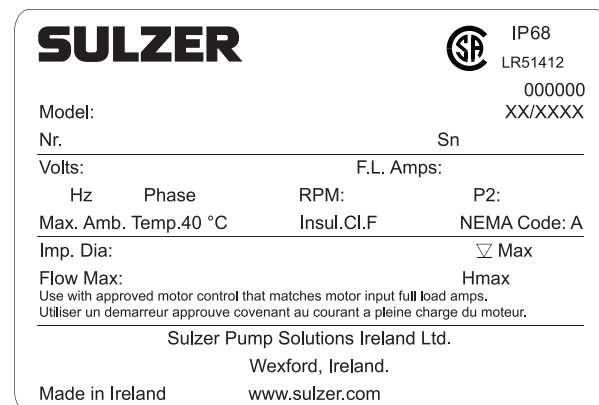 SULZER
SA IP68
LR51412
000000
Model: XX/XXXX
Nr. Sn
Volts: F.L. Amps:
Hz Phase RPM: P2:
Max. Amb. Temp.40 °C Insul.Cl.F NEMA Code: A
Imp. Dia: Max
Flow Max: Hmax
Use with approved motor control that matches motor input full load amps.
Utiliser un demarreur approuve covenant au courant a pleine charge du moteur.
Sulzer Pump Solutions Ireland Ltd.
Wexford, Ireland.
Made in Ireland www.sulzer.com